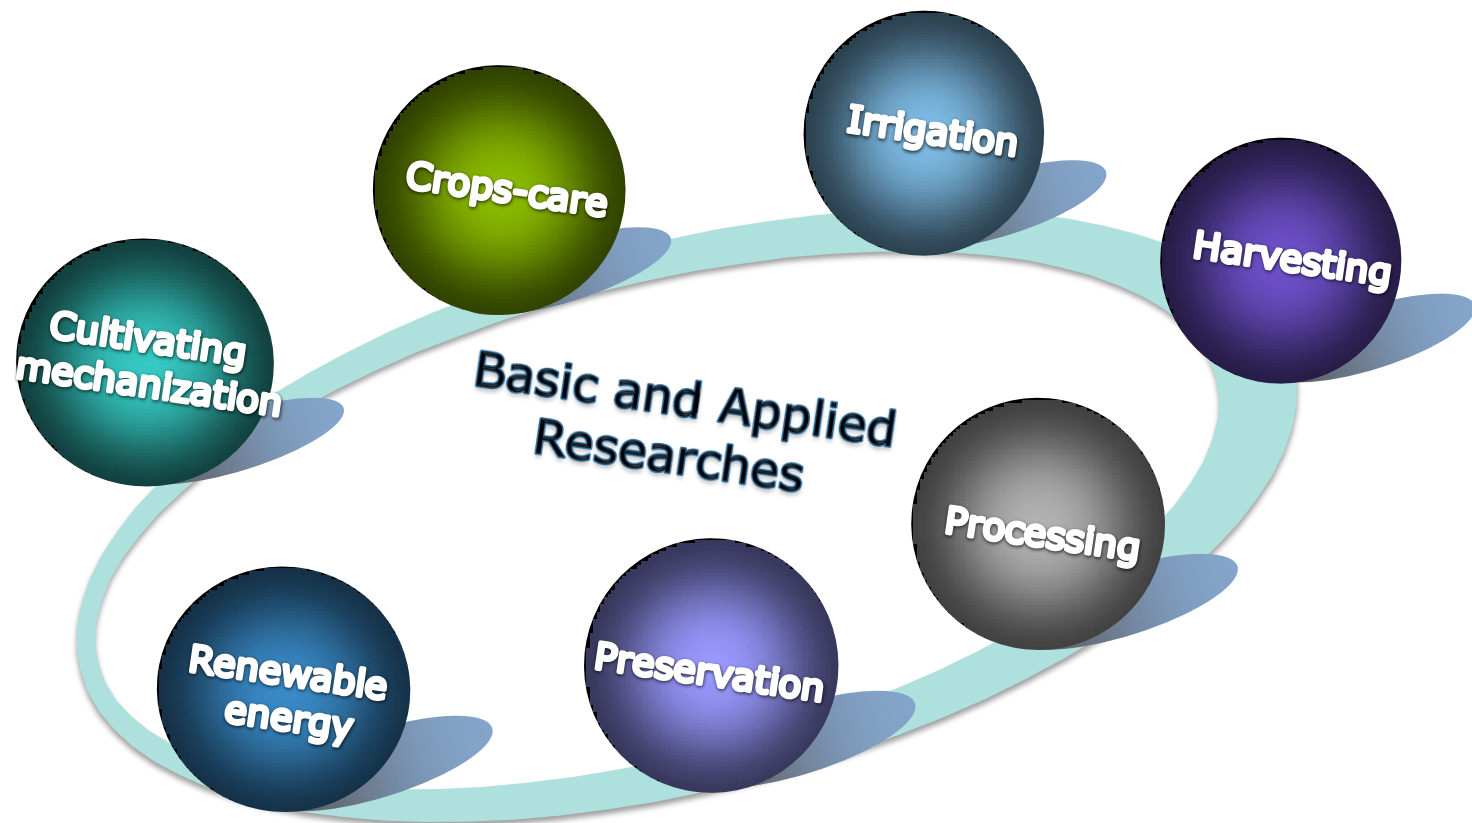 Irrigation
Crops-care
Harvesting
Cultivating
mechanization
Basic and Applied
Researches
Processing
Preservation
Renewable
energy